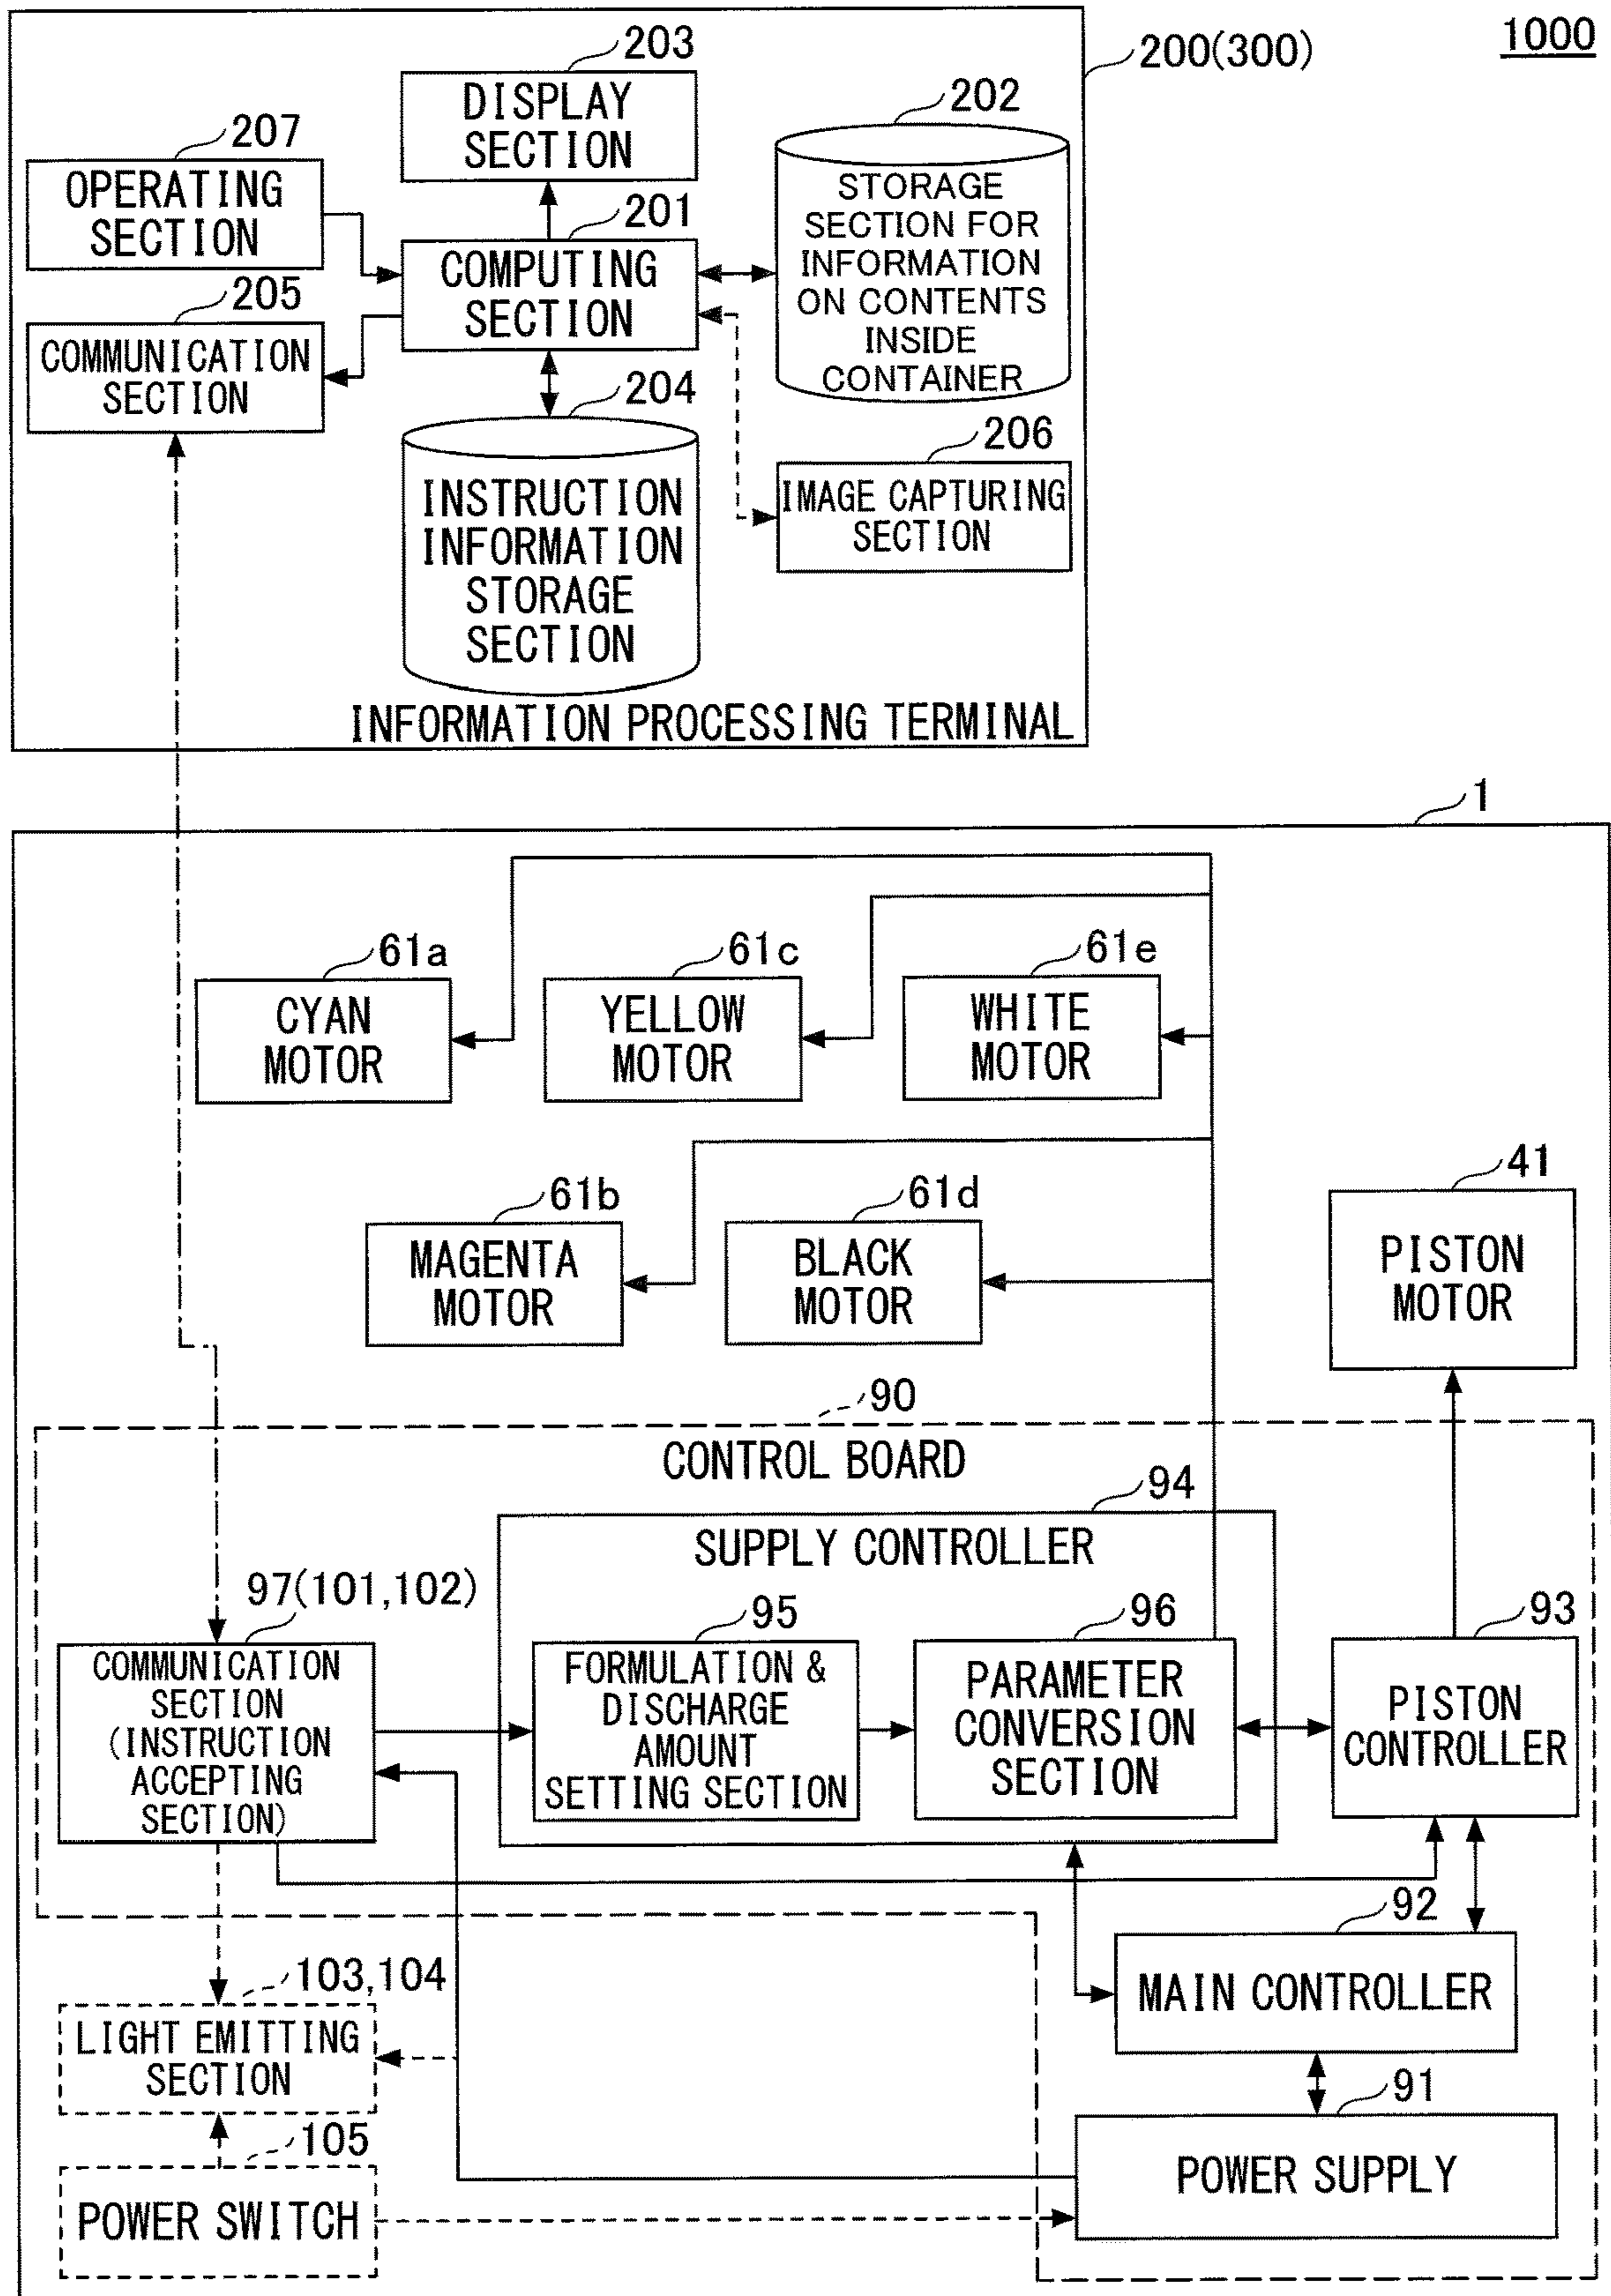 1000
200(300)
203
DISPLAY
SECTION
202
STORAGE
SECTION FOR
INFORMATION
ON CONTENTS
INSIDE
CONTAINER
207
OPERATING
SECTION
201
COMPUTING
SECTION
205
COMMUNICATION
SECTION
204
INSTRUCTION
INFORMATION
STORAGE
SECTION
206
IMAGE CAPTURING
SECTION
INFORMATION PROCESSING TERMINAL
1
61a
CYAN
MOTOR
61c
YELLOW
MOTOR
61e
WHITE
MOTOR
61b
MAGENTA
MOTOR
61d
BLACK
MOTOR
41
PISTON
MOTOR
90
CONTROL BOARD
94
SUPPLY CONTROLLER
97(101,102)
COMMUNICATION
SECTION
(INSTRUCTION
ACCEPTING
SECTION)
95
FORMULATION &
DISCHARGE
AMOUNT
SETTING SECTION
96
PARAMETER
CONVERSION
SECTION
93
PISTON
CONTROLLER
92
MAIN CONTROLLER
103,104
LIGHT EMITTING
SECTION
91
POWER SUPPLY
105
POWER SWITCH